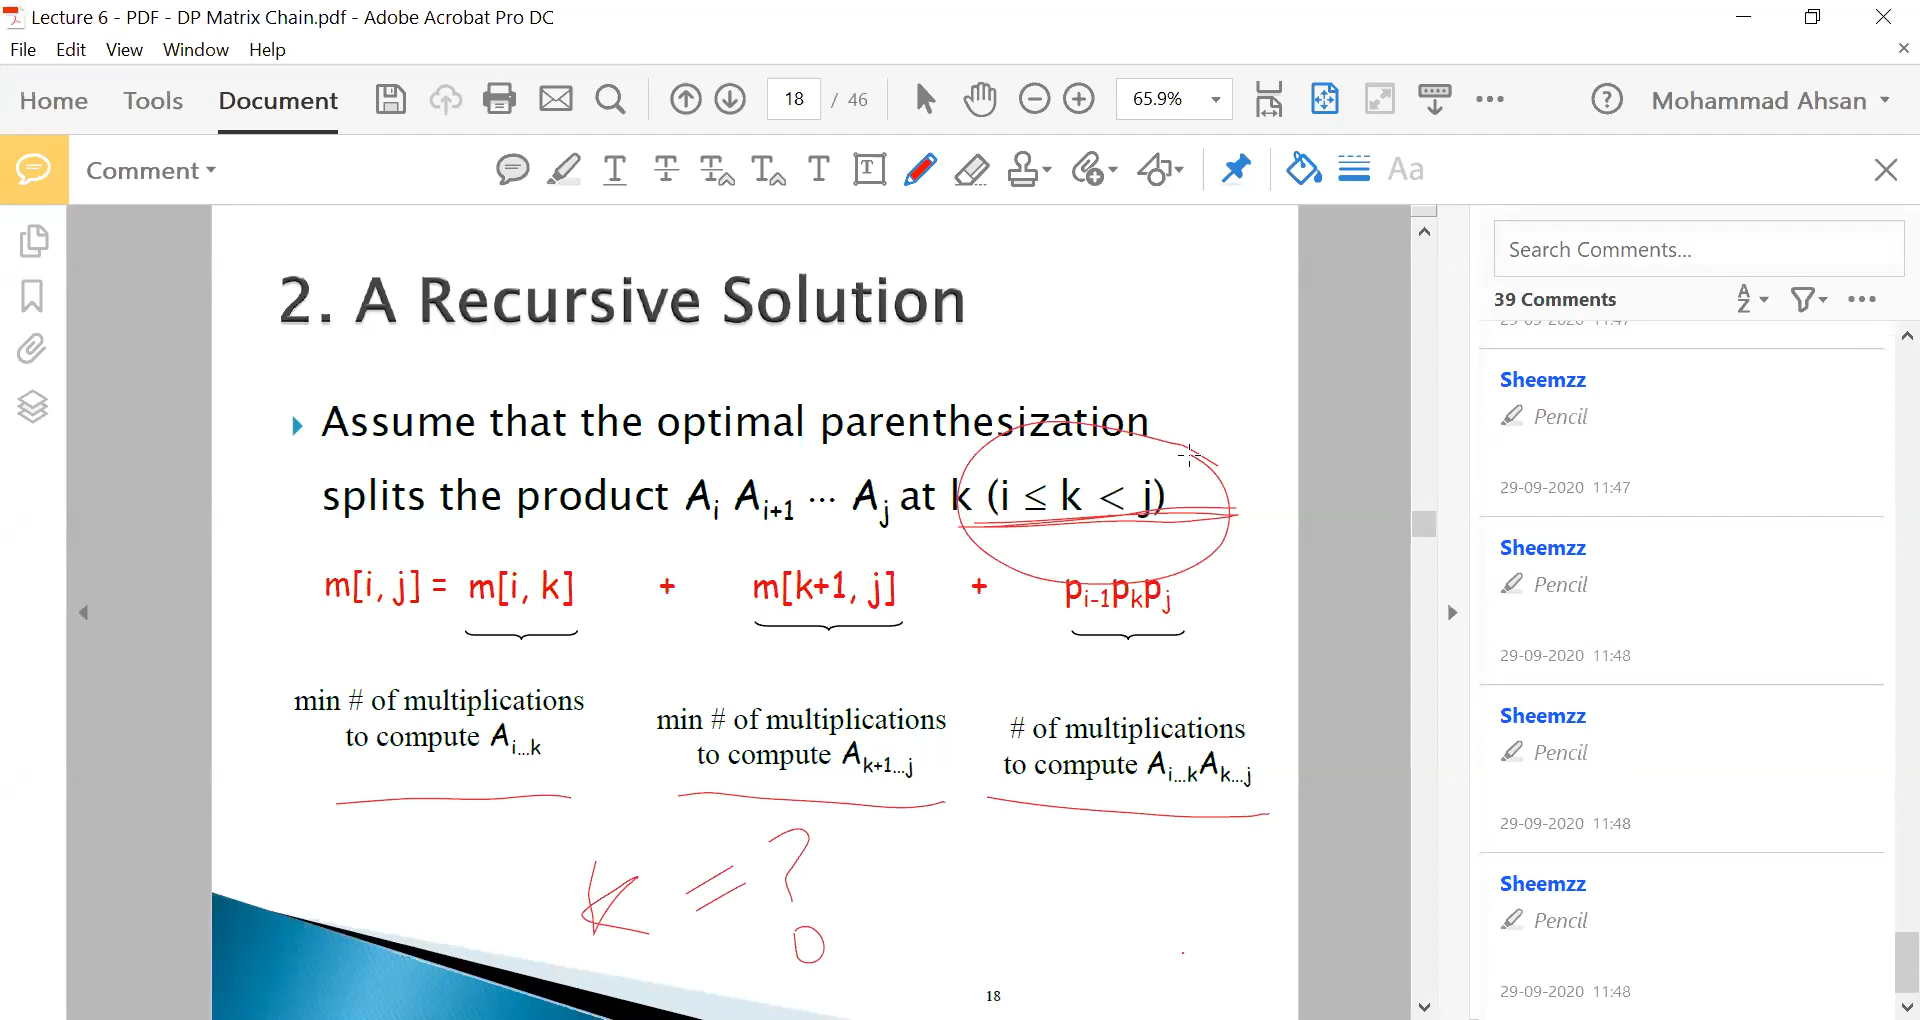 Lecture 6 - PDF - DP Matrix Chain.pdf - Adobe Acrobat Pro DC
File Edit View Window Help
Home Tools Document 18 / 46 65.9% Mohammad Ahsan
Comment Aa
2. A Recursive Solution
Assume that the optimal parenthesization
splits the product Ai Ai+1 ⋯ Aj at k (i ≤ k < j)
m[i, j] = m[i, k] + m[k+1, j] + pi-1pkpj
min # of multiplications
to compute Ai...k
min # of multiplications
to compute Ak+1...j
# of multiplications
to compute Ai...kAk...j
K = ?
18
Search Comments...
39 Comments
29-09-2020 11:47
Sheemzz
Pencil
29-09-2020 11:47
Sheemzz
Pencil
29-09-2020 11:48
Sheemzz
Pencil
29-09-2020 11:48
Sheemzz
Pencil
29-09-2020 11:48